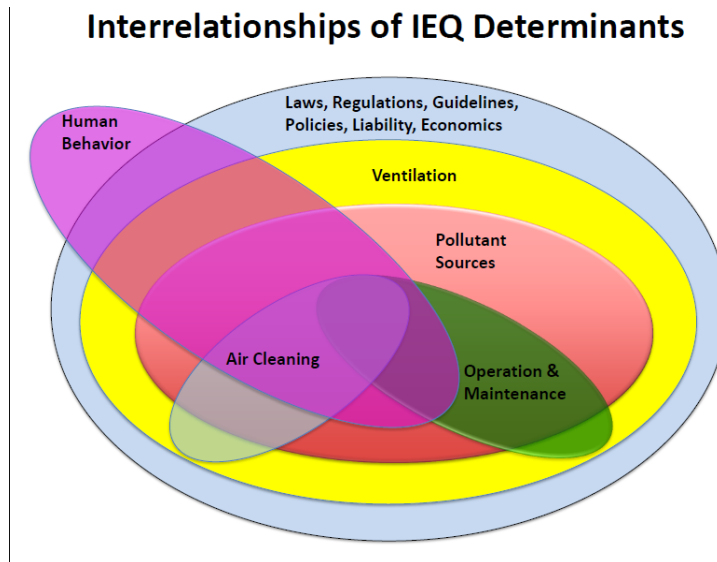 Interrelationships of IEQ Determinants
Laws, Regulations, Guidelines,
Policies, Liability, Economics
Human
Behavior
Ventilation
Pollutant
Sources
Air Cleaning
Operation &
Maintenance